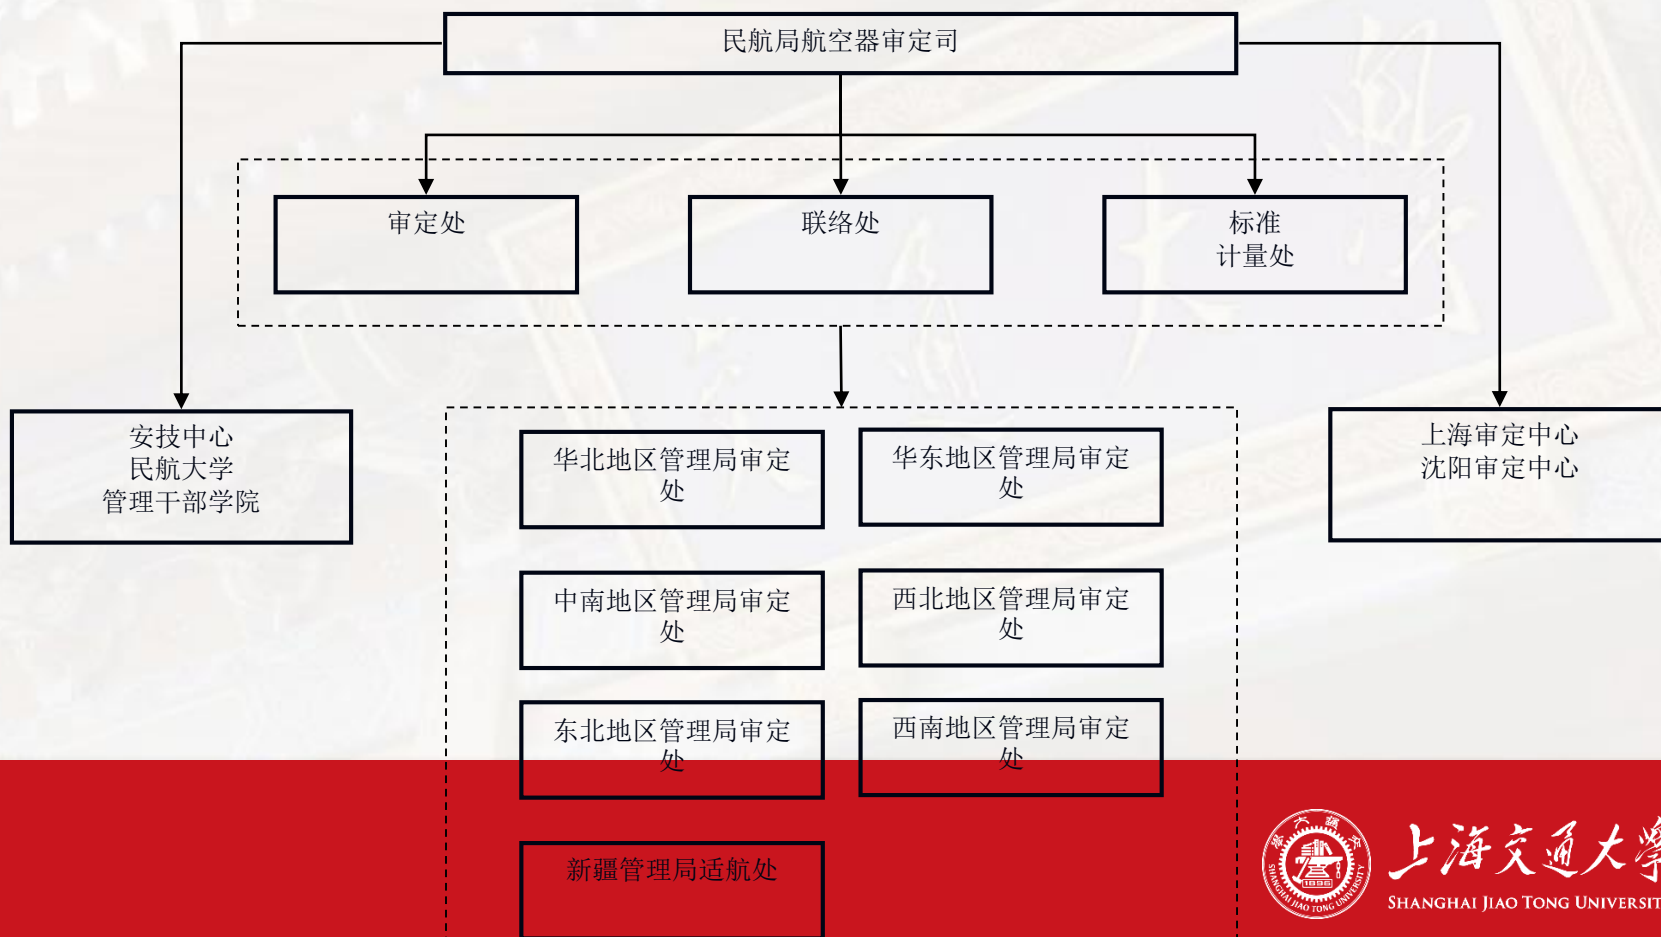 民航局航空器审定司
审定处
联络处
标准
计量处
安技中心
民航大学
管理干部学院
华北地区管理局审定
处
华东地区管理局审定
处
上海审定中心
沈阳审定中心
中南地区管理局审定
处
西北地区管理局审定
处
东北地区管理局审定
处
西南地区管理局审定
处
新疆管理局适航处
上海交通大學
SHANGHAI JIAO TONG UNIVERSIT
1896
SHANGHAI JIAO TONG UNIVERSITY